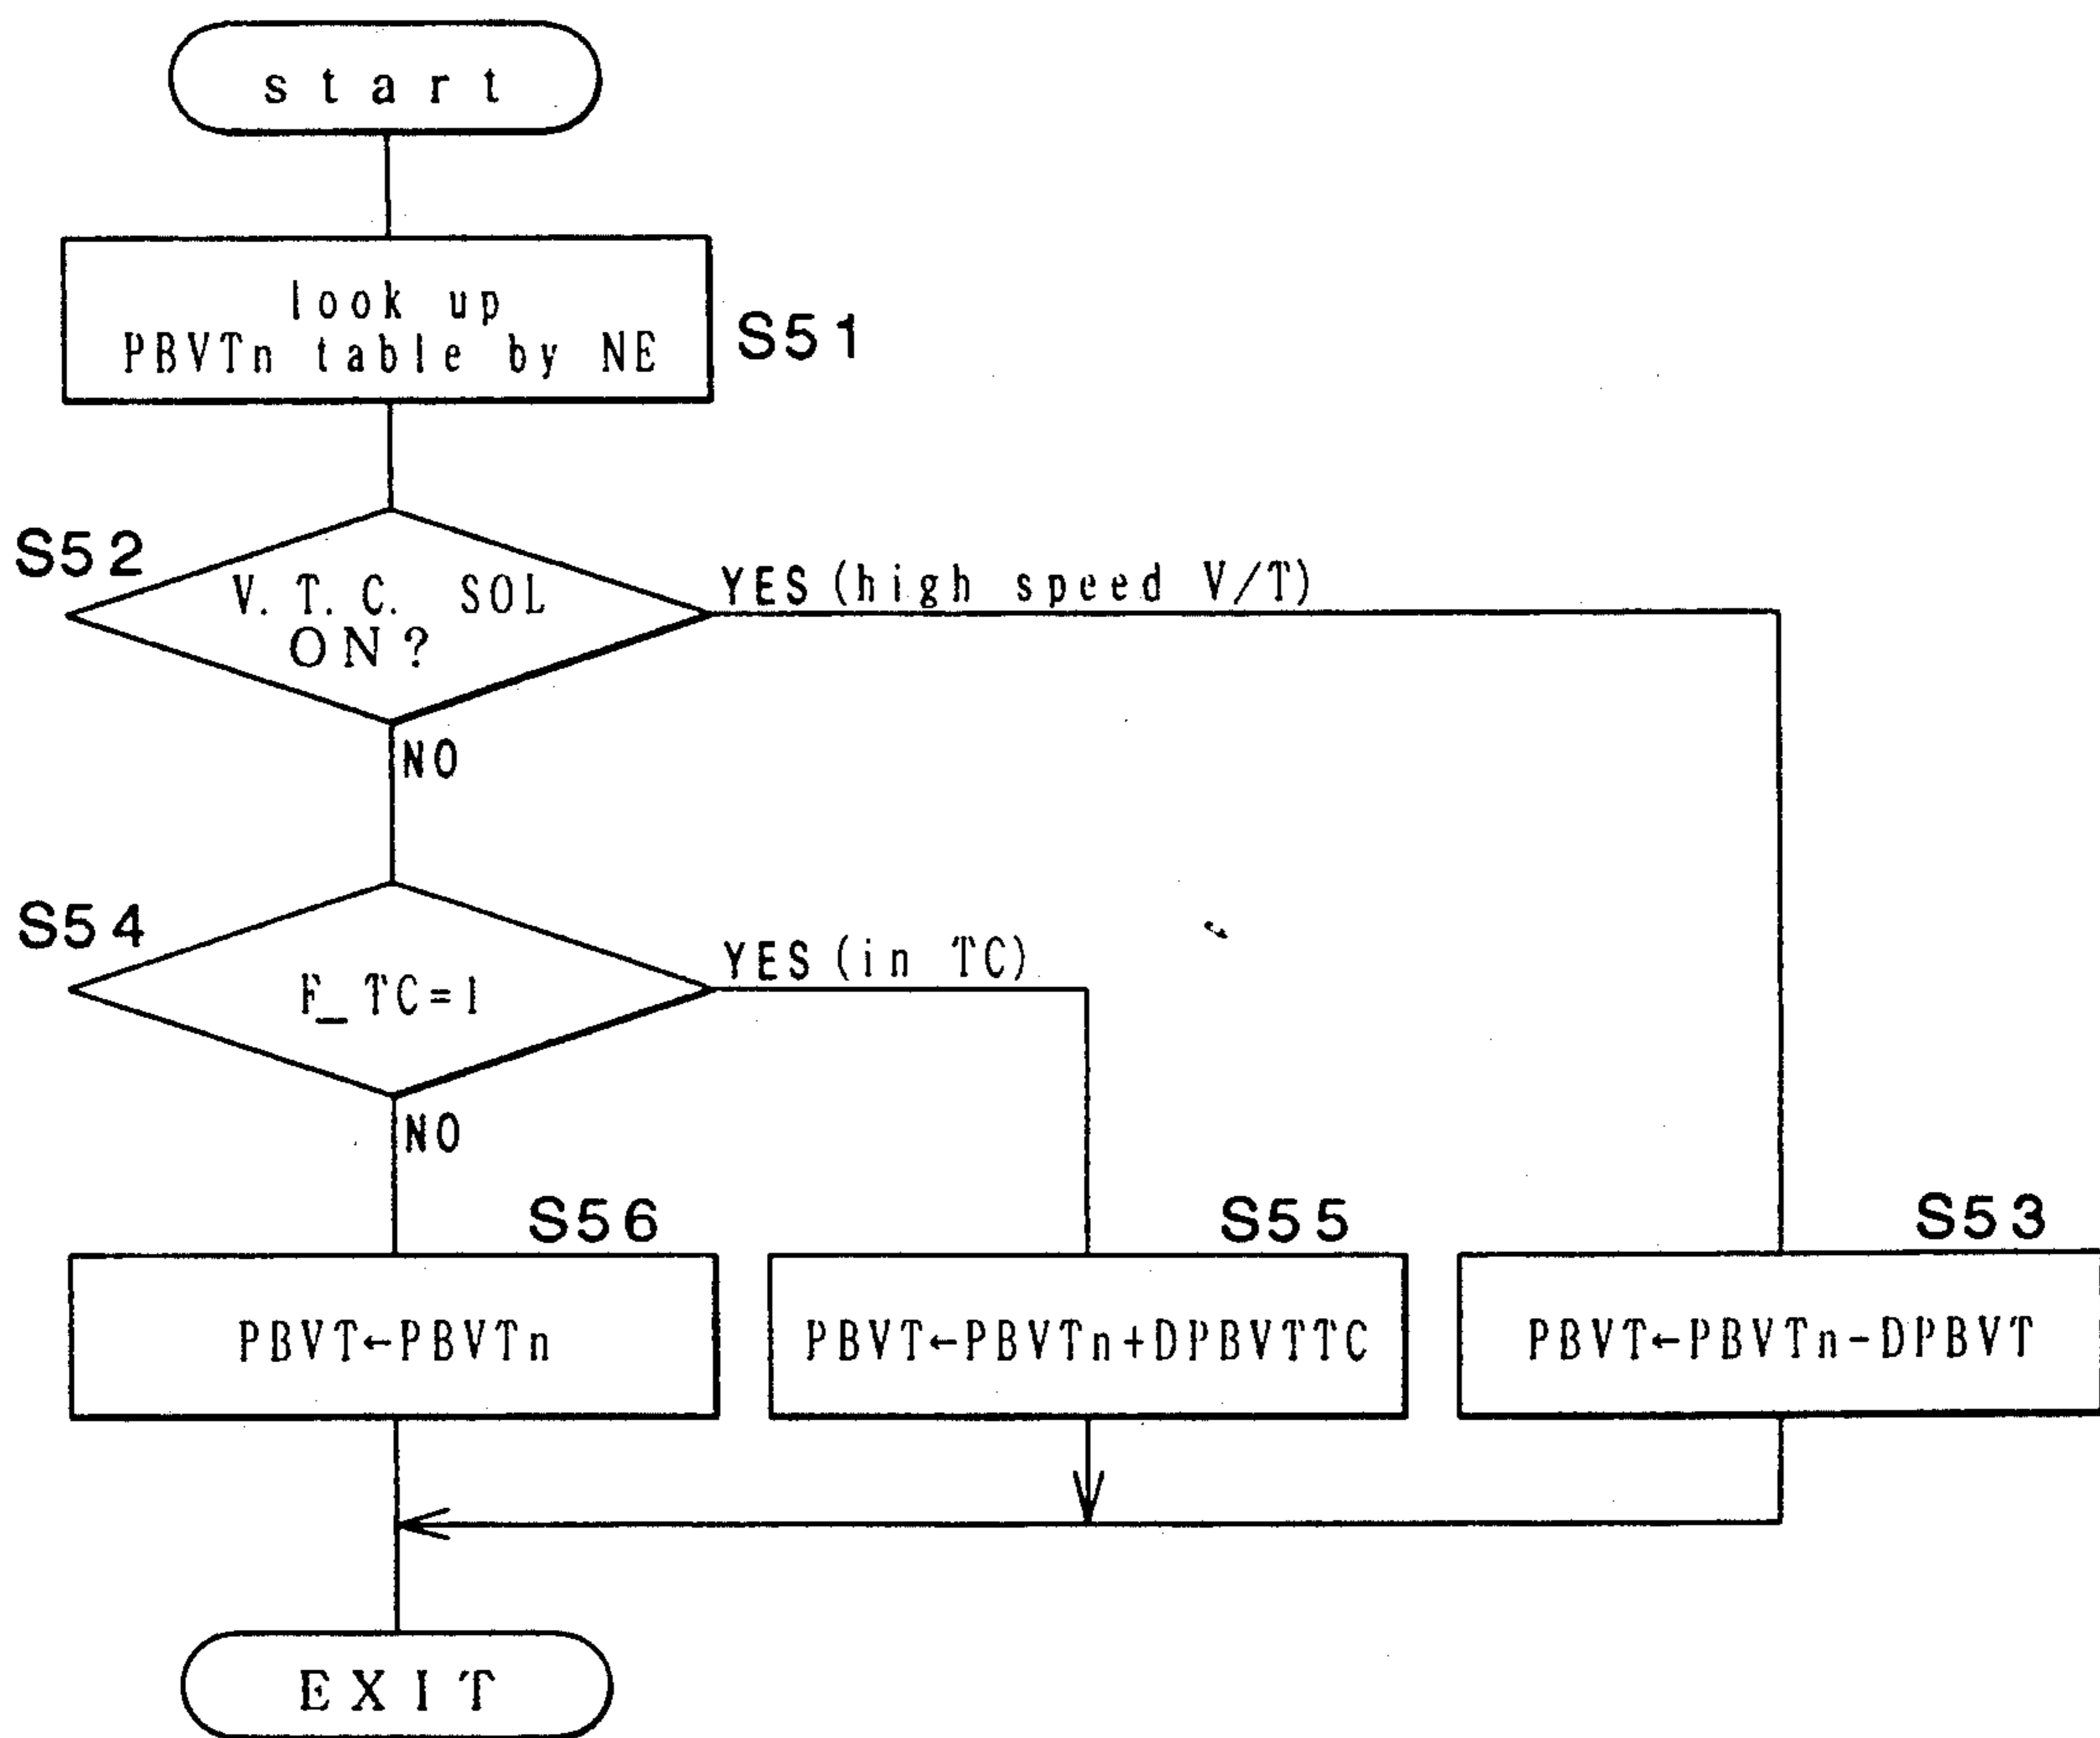 start
look up
PBVTn table by NE
S51
S52
V. T. C. SOL
ON?
YES (high speed V/T)
NO
S54
F_TC=1
YES (in TC)
NO
S56
S55
S53
PBVT←PBVTn
PBVT←PBVTn+DPBVTTC
PBVT←PBVTn-DPBVT
EXIT